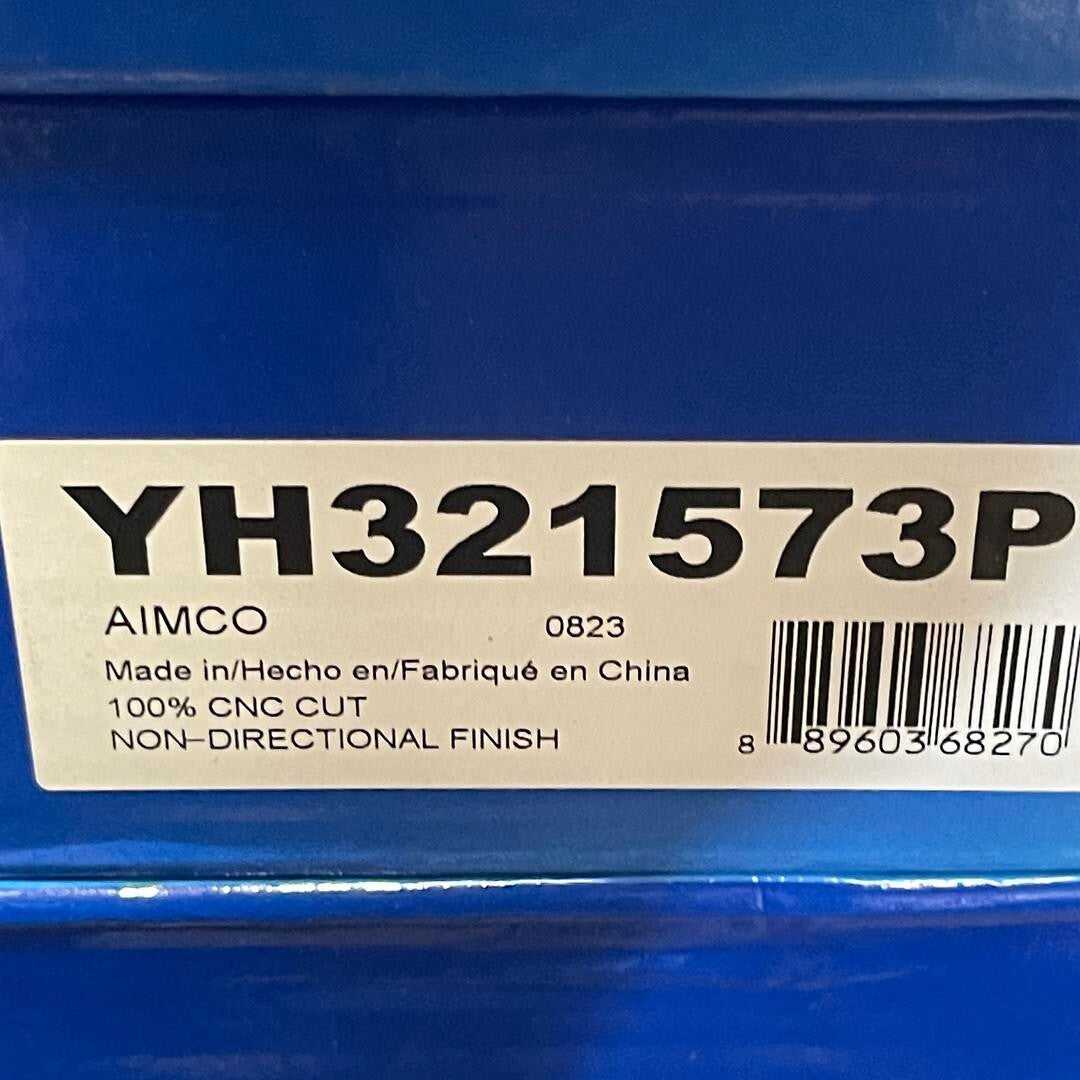 YH321573P
AIMCO 0823
Made in/Hecho en/Fabriqué en China
100% CNC CUT
NON-DIRECTIONAL FINISH
8 89603 68270